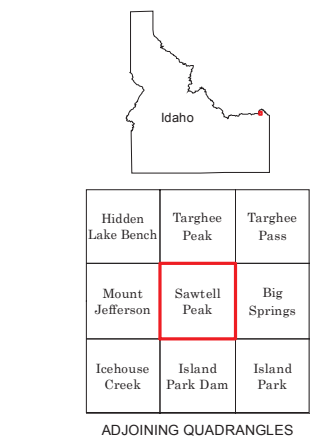 Idaho
Hidden
Lake Bench
Targhee
Peak
Targhee
Pass
Mount
Jefferson
Sawtell
Peak
Big
Springs
Icehouse
Creek
Island
Park Dam
Island
Park
ADJOINING QUADRANGLES